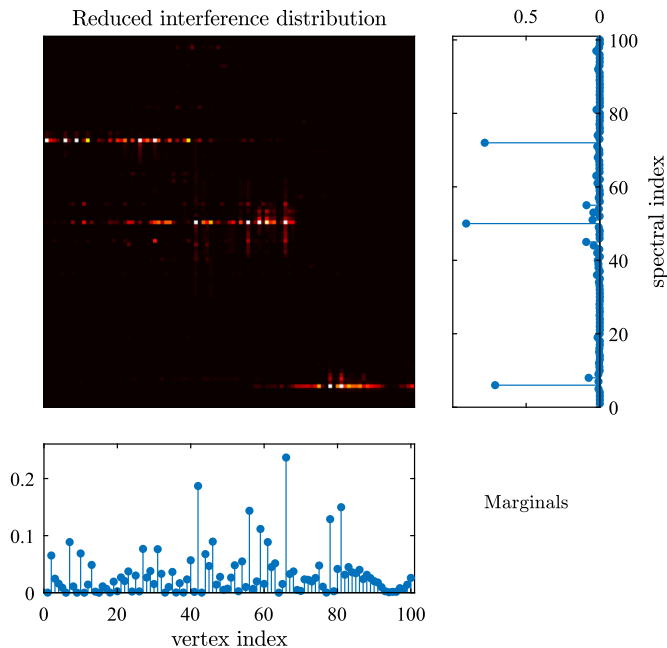 Reduced interference distribution
0.5 0
100
80
60
40
20
0
spectral index
0.2
0.1
0
0 20 40 60 80 100
vertex index
Marginals